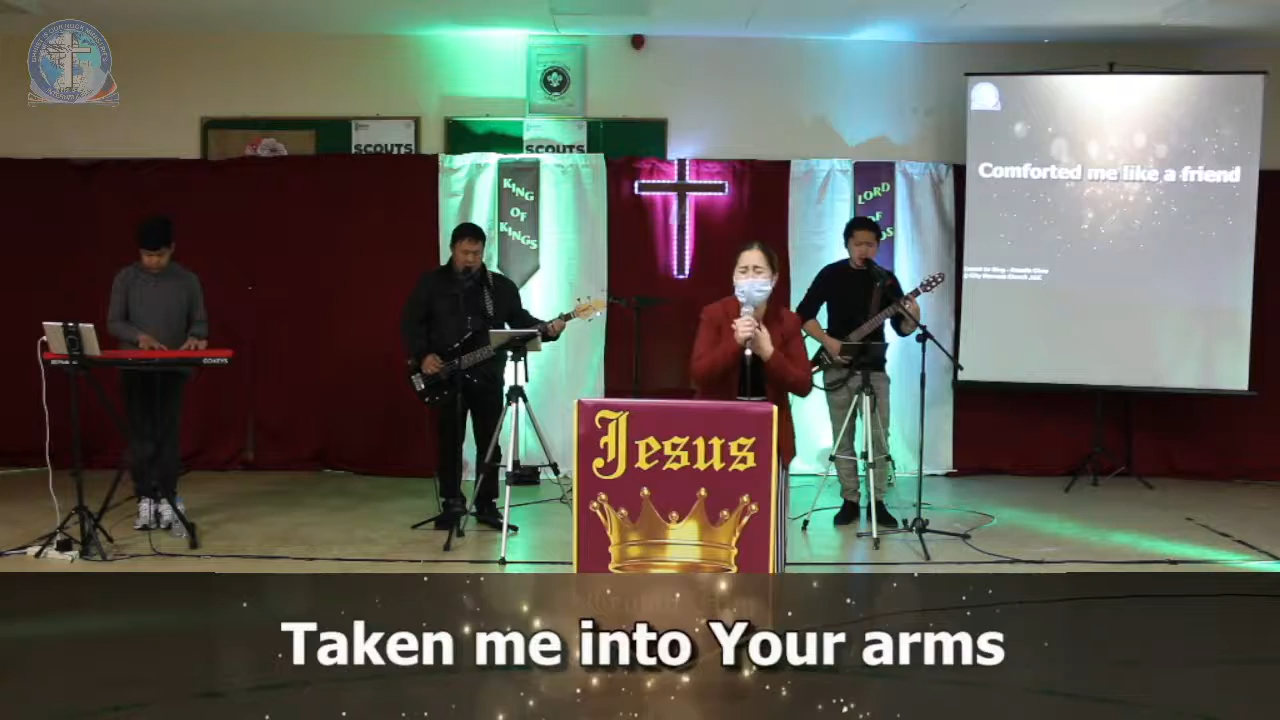 SCOUTS
SCOUTS
KING
OF
KINGS
LORD
OF
Comforted me like a friend
Jesus
Taken me into Your arms